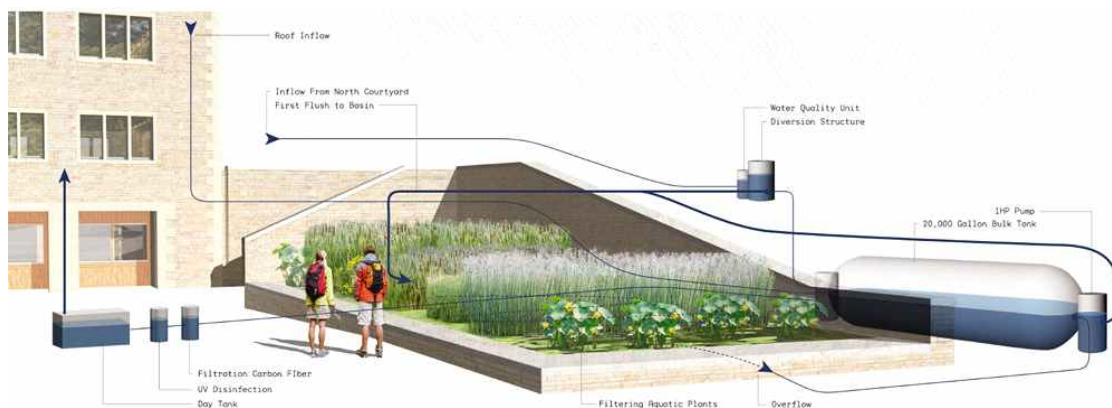 Roof Inflow
Inflow From North Courtyard
First Flush to Basin
Water Quality Unit
Diversion Structure
1HP Pump
20,000 Gallon Bulk Tank
Filtration Carbon FIber
UV Disinfection
Day Tank
Filtering Aquatic Plants
Overflow